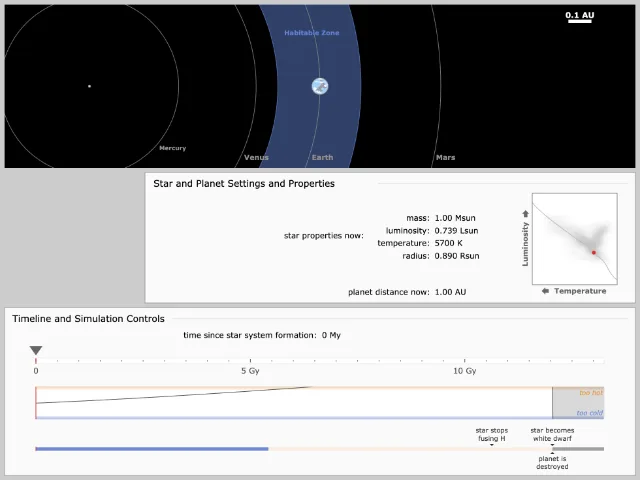 0.1 AU
Habitable Zone
Mercury
Venus
Earth
Mars
Star and Planet Settings and Properties
star properties now:
mass: 1.00 Msun
luminosity: 0.739 Lsun
temperature: 5700 K
radius: 0.890 Rsun
planet distance now: 1.00 AU
Luminosity
Temperature
Timeline and Simulation Controls
time since star system formation: 0 My
0
5 Gy
10 Gy
too hot
too cold
star stops
fusing H
star becomes
white dwarf
planet is
destroyed